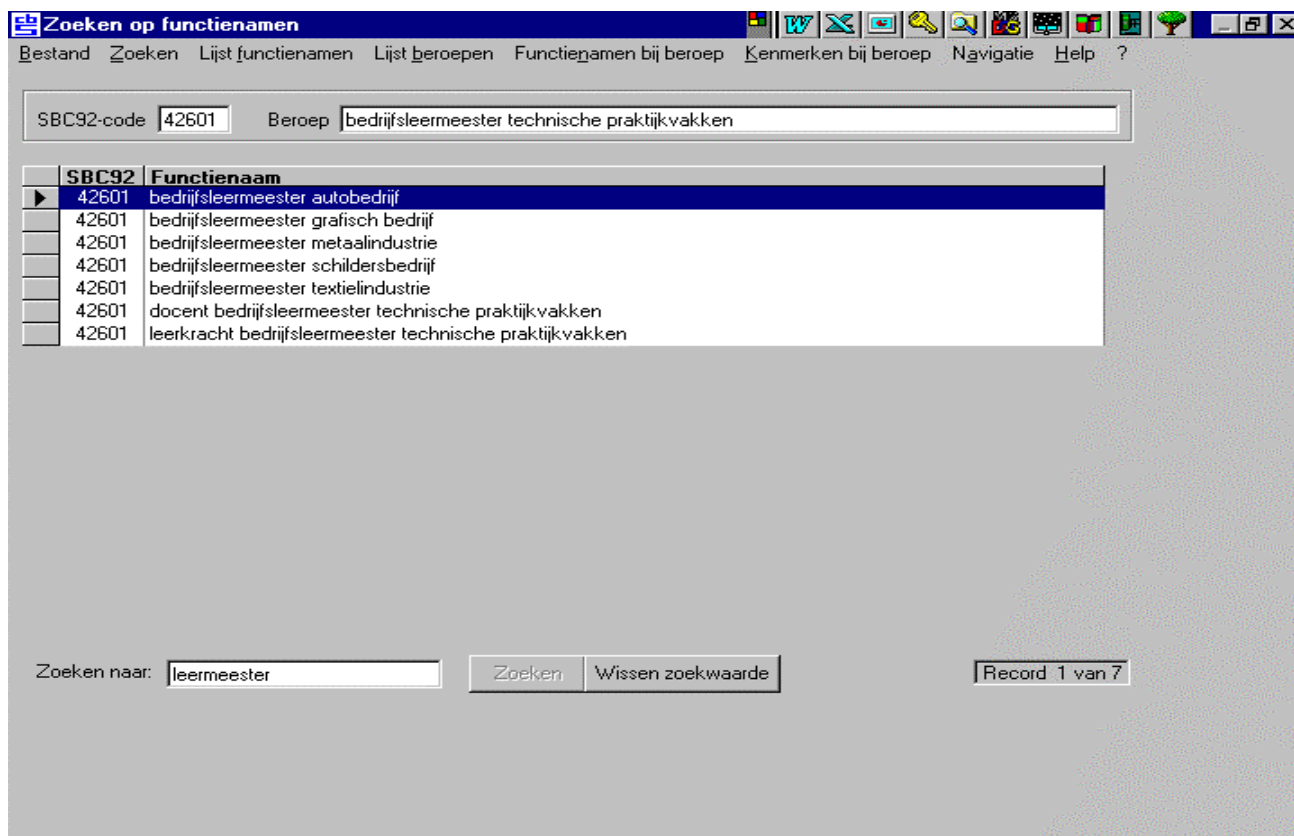 Zoeken op functienamen
Bestand Zoeken Lijst functienamen Lijst beroepen Functienamen bij beroep Kenmerken bij beroep Navigatie Help ?
SBC92-code 42601 Beroep bedrijfsleermeester technische praktijkvakken
SBC92 Functienaam
42601 bedrijfsleermeester autobedrijf
42601 bedrijfsleermeester grafisch bedrijf
42601 bedrijfsleermeester metaalindustrie
42601 bedrijfsleermeester schildersbedrijf
42601 bedrijfsleermeester textielindustrie
42601 docent bedrijfsleermeester technische praktijkvakken
42601 leerkracht bedrijfsleermeester technische praktijkvakken
Zoeken naar: leermeester Zoeken Wissen zoekwaarde Record 1 van 7